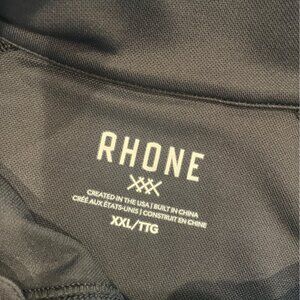 RHONE
CREATED IN THE USA | BUILT IN CHINA
CRÉÉ AUX ÉTATS-UNIS | CONSTRUIT EN CHINE
XXL/TTG